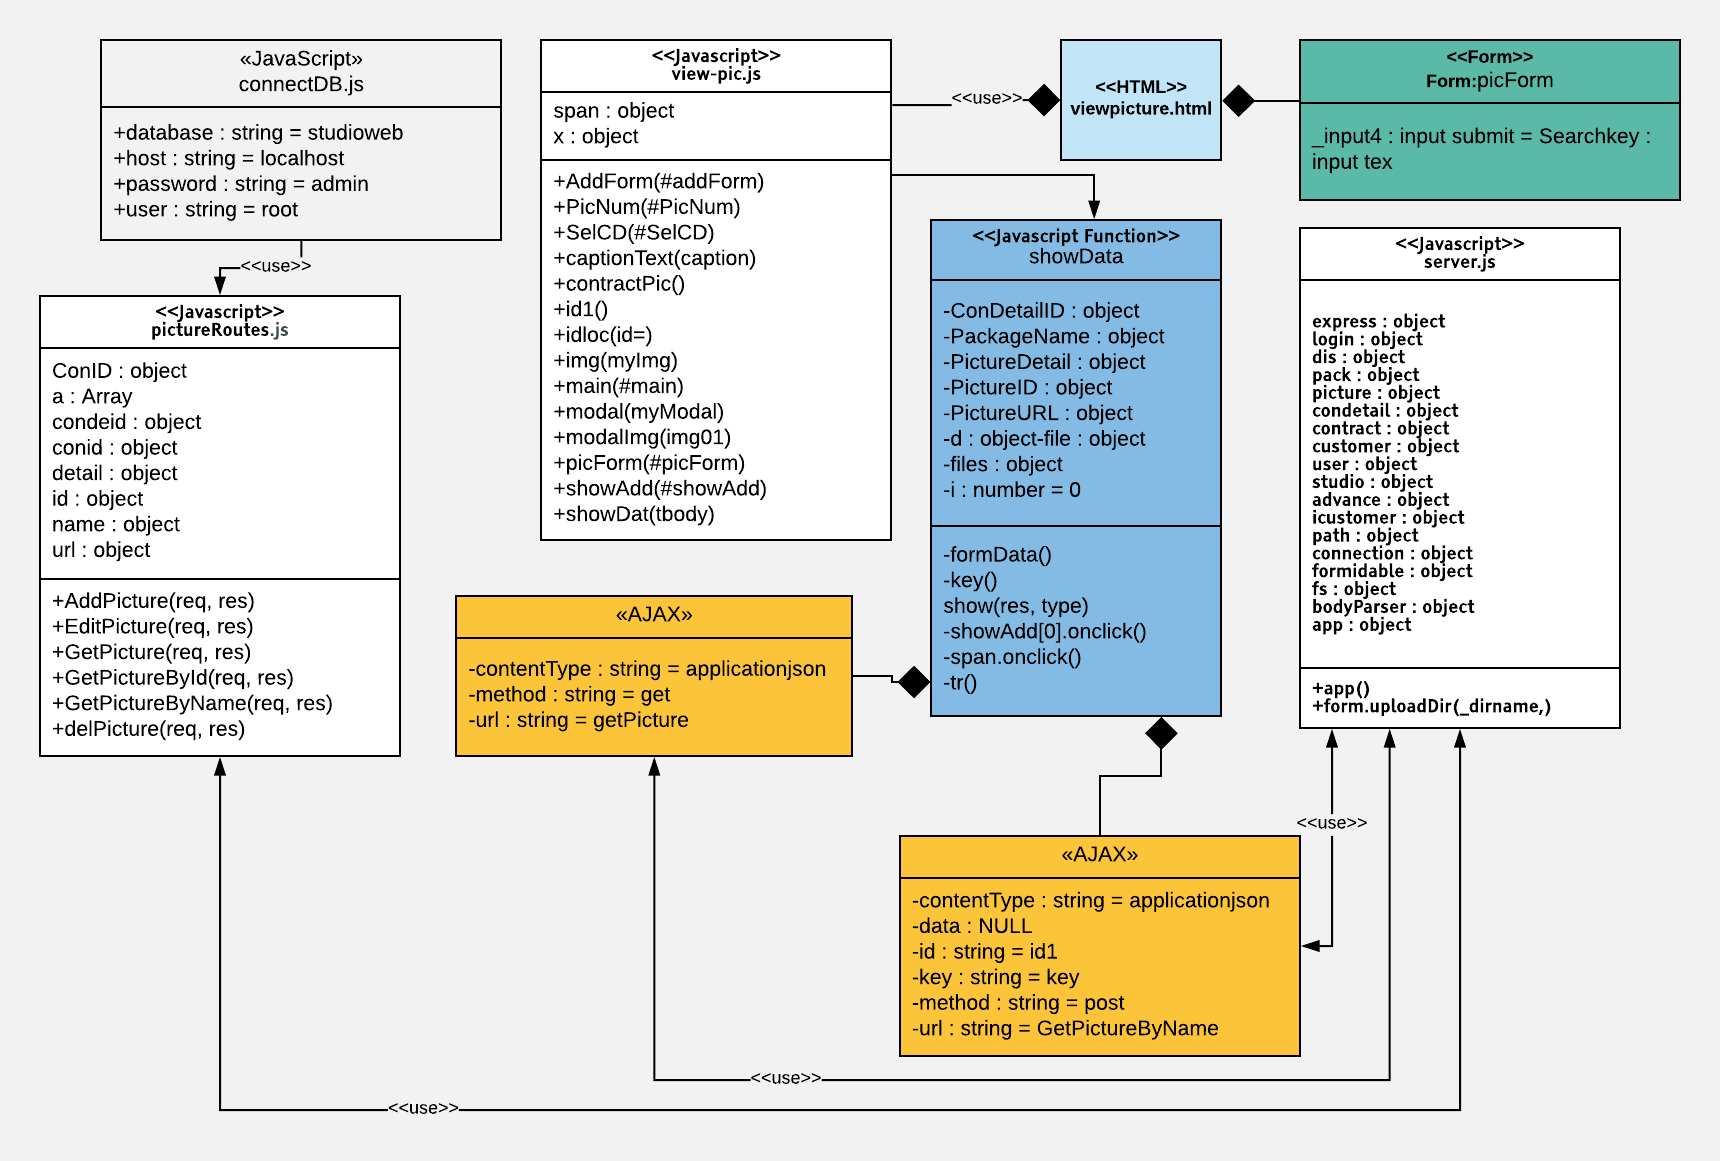 «JavaScript»
connectDB.js
+database : string = studioweb
+host : string = localhost
+password : string = admin
+user : string = root
<<use>>
<<Javascript>>
pictureRoutes.js
ConID : object
a : Array
condeid : object
conid : object
detail : object
id : object
name : object
url : object
+AddPicture(req, res)
+EditPicture(req, res)
+GetPicture(req, res)
+GetPictureById(req, res)
+GetPictureByName(req, res)
+delPicture(req, res)
<<Javascript>>
view-pic.js
span : object
x : object
+AddForm(#addForm)
+PicNum(#PicNum)
+SelCD(#SelCD)
+captionText(caption)
+contractPic()
+id1()
+idloc(id=)
+img(myImg)
+main(#main)
+modal(myModal)
+modalImg(img01)
+picForm(#picForm)
+showAdd(#showAdd)
+showDat(tbody)
<<use>>
<<HTML>>
viewpicture.html
<<Form>>
Form:picForm
_input4 : input submit = Searchkey :
input tex
<<Javascript Function>>
showData
-ConDetailID : object
-PackageName : object
-PictureDetail : object
-PictureID : object
-PictureURL : object
-d : object-file : object
-files : object
-i : number = 0
-formData()
-key()
show(res, type)
-showAdd[0].onclick()
-span.onclick()
-tr()
<<Javascript>>
server.js
express : object
login : object
dis : object
pack : object
picture : object
condetail : object
contract : object
customer : object
user : object
studio : object
advance : object
icustomer : object
path : object
connection : object
formidable : object
fs : object
bodyParser : object
app : object
+app()
+form.uploadDir(_dirname,)
«AJAX»
-contentType : string = applicationjson
-method : string = get
-url : string = getPicture
<<use>>
«AJAX»
-contentType : string = applicationjson
-data : NULL
-id : string = id1
-key : string = key
-method : string = post
-url : string = GetPictureByName
<<use>>
<<use>>